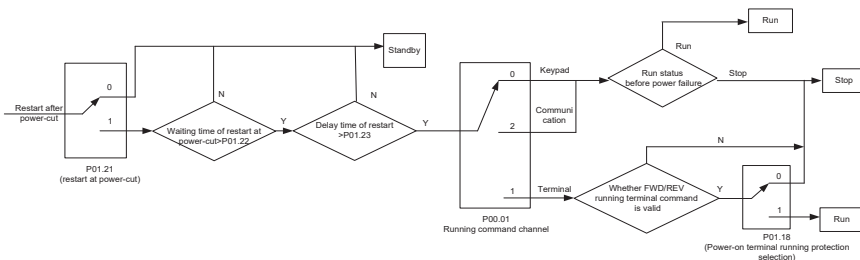 Run
Run
Standby
Restart after
power-cut
0
1
P01.21
(restart at power-cut)
N
Waiting time of restart at
power-cut>P01.22
Y
N
Delay time of restart
>P01.23
Y
0
2
1
P00.01
Running command channel
Keypad
Communi
cation
Terminal
Run status
before power failure
Stop
Stop
N
Whether FWD/REV
running terminal command
is valid
Y
0
1
P01.18
(Power-on terminal running protection
selection)
Run